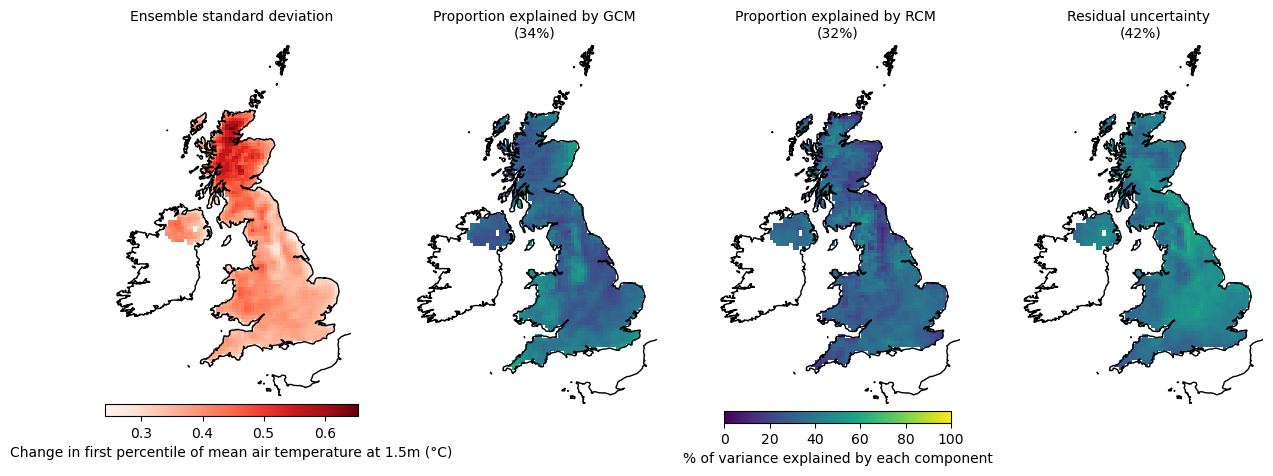 Ensemble standard deviation
Proportion explained by GCM
(34%)
Proportion explained by RCM
(32%)
Residual uncertainty
(42%)
0.3 0.4 0.5 0.6
Change in first percentile of mean air temperature at 1.5m (°C)
0 20 40 60 80 100
% of variance explained by each component